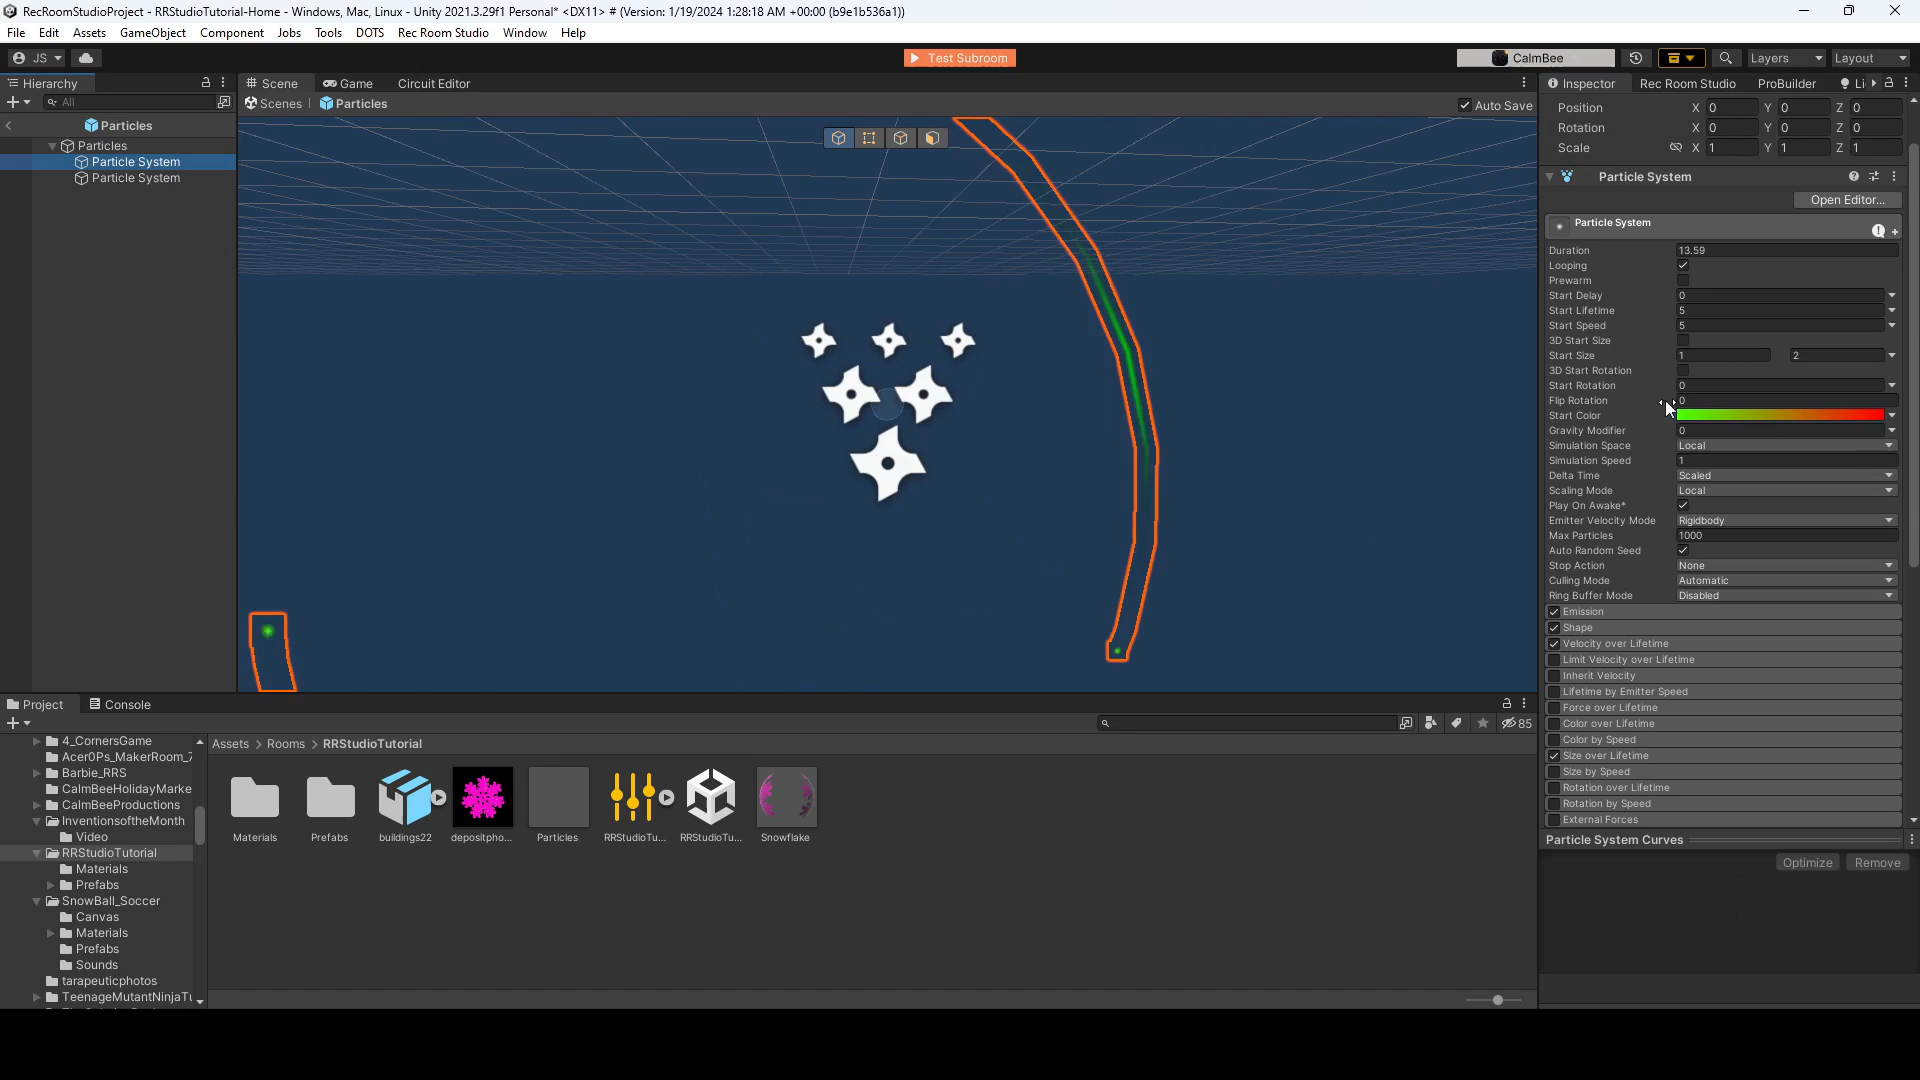 RecRoomStudioProject - RRStudioTutorial-Home - Windows, Mac, Linux - Unity 2021.3.29f1 Personal* <DX11> # (Version: 1/19/2024 1:28:18 AM +00:00 (b9e1b536a1))
File Edit Assets GameObject Component Jobs Tools DOTS Rec Room Studio Window Help
JS Test Subroom CalmBee Layers Layout
Hierarchy Scene Game Circuit Editor Inspector Rec Room Studio ProBuilder Li
All Scenes Particles Auto Save
Particles
Particles
Particle System
Particle System
Position X 0 Y 0 Z 0
Rotation X 0 Y 0 Z 0
Scale X 1 Y 1 Z 1
Particle System
Open Editor...
Particle System
Duration 13.59
Looping
Prewarm
Start Delay 0
Start Lifetime 5
Start Speed 5
3D Start Size
Start Size 1 2
3D Start Rotation
Start Rotation 0
Flip Rotation 0
Start Color
Gravity Modifier 0
Simulation Space Local
Simulation Speed 1
Delta Time Scaled
Scaling Mode Local
Play On Awake*
Emitter Velocity Mode Rigidbody
Max Particles 1000
Auto Random Seed
Stop Action None
Culling Mode Automatic
Ring Buffer Mode Disabled
Emission
Shape
Velocity over Lifetime
Limit Velocity over Lifetime
Inherit Velocity
Lifetime by Emitter Speed
Force over Lifetime
Color over Lifetime
Color by Speed
Size over Lifetime
Size by Speed
Rotation over Lifetime
Rotation by Speed
External Forces
Particle System Curves
Optimize Remove
Project Console
85
4_CornersGame
Acer0Ps_MakerRoom_
Barbie_RRS
CalmBeeHolidayMarke
CalmBeeProductions
InventionsoftheMonth
Video
RRStudioTutorial
Materials
Prefabs
SnowBall_Soccer
Canvas
Materials
Prefabs
Sounds
tarapeuticphotos
TeenageMutantNinjaTu
Assets > Rooms > RRStudioTutorial
Materials Prefabs buildings22 depositpho... Particles RRStudioTu... RRStudioTu... Snowflake